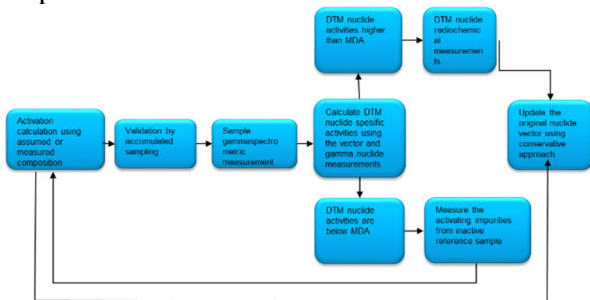 DTM nuclide
activities higher
than MDA
DTM nuclide
radiochemic
al
measuremen
ts
Activation
calculation using
assumed or
measured
composition
Validation by
accumulated
sampling
Sample
gammaspectro
metric
measurement
Calculate DTM
nuclide specific
activities using
the vector and
gamma nuclide
measurements
Update the
original nuclide
vector using
conservative
approach
DTM nuclide
activities are
below MDA
Measure the
activating impurities
from inactive
reference sample